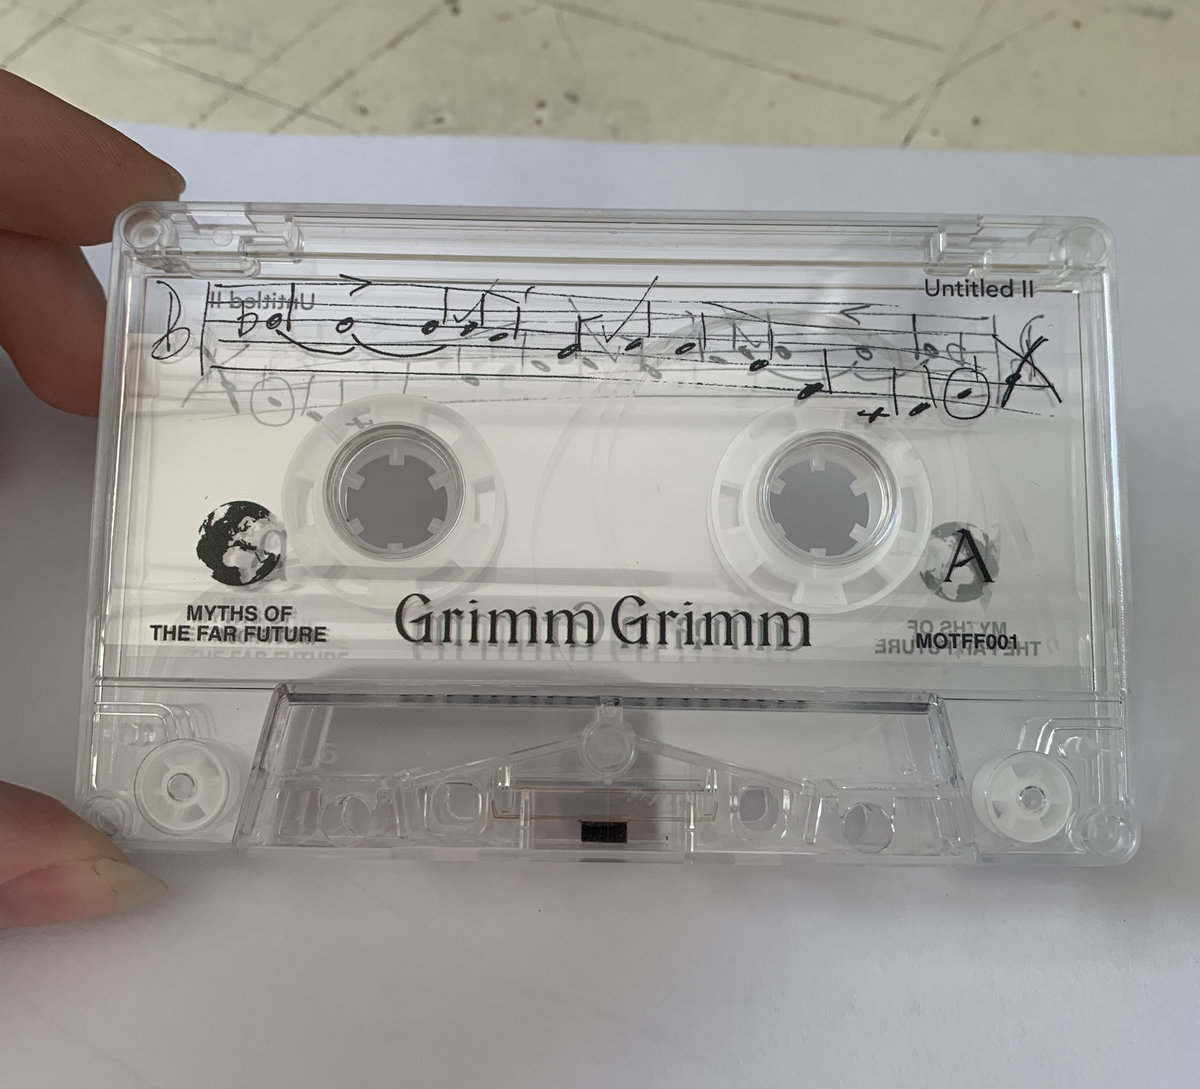 Untitled II
A
MYTHS OF
THE FAR FUTURE
Grimm Grimm
MOTFF001